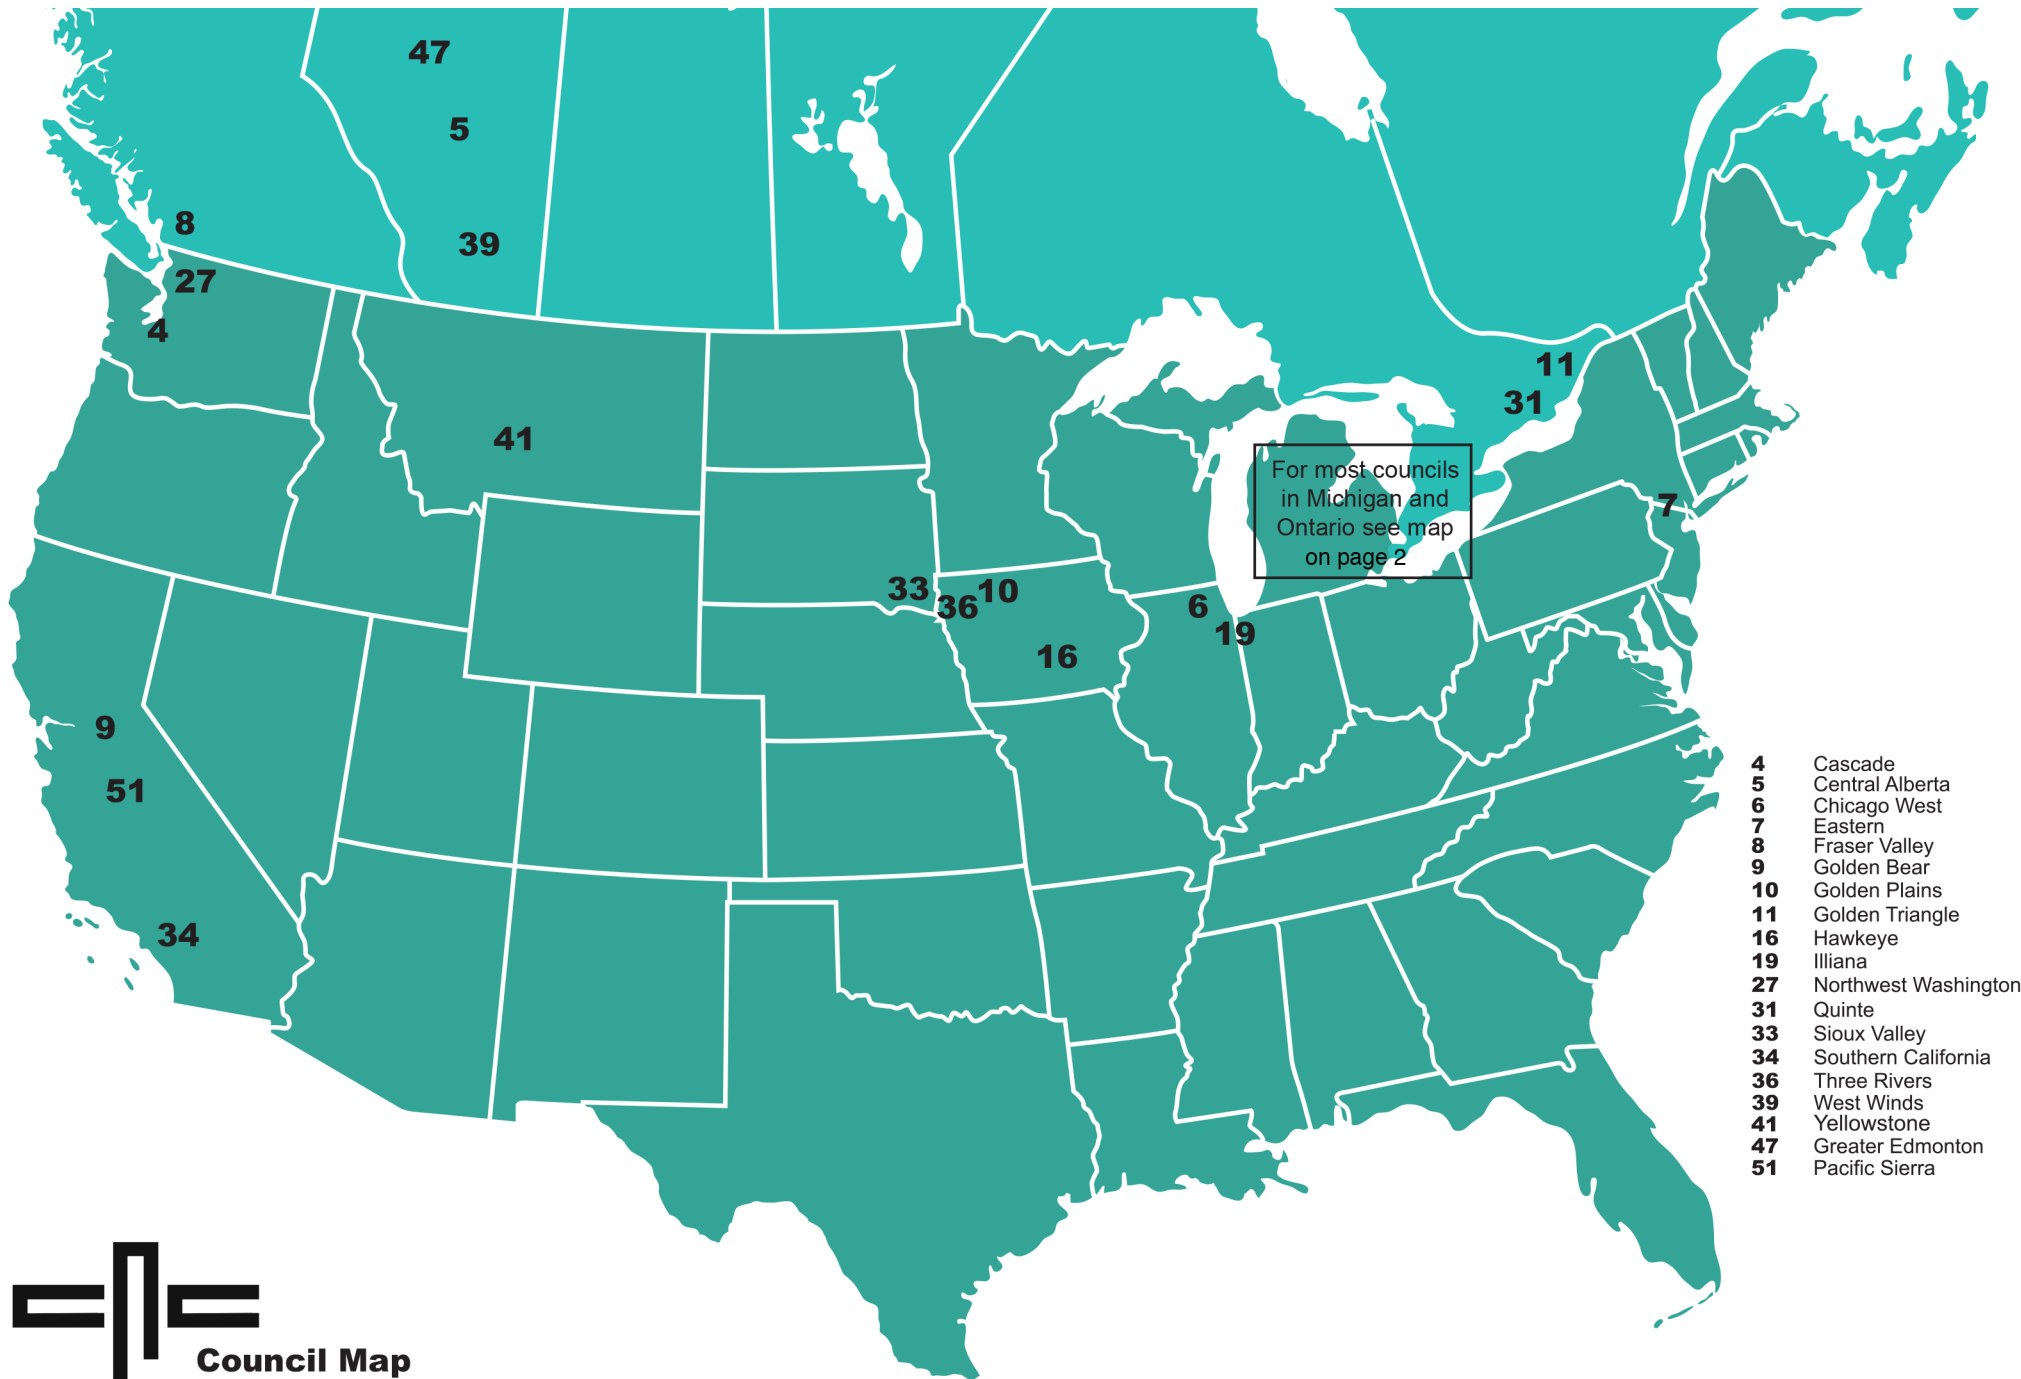 47
5
8
39
27
4
11
31
41
For most councils
in Michigan and
Ontario see map
on page 2
7
33
36
10
6
19
16
9
51
34
4 Cascade
5 Central Alberta
6 Chicago West
7 Eastern
8 Fraser Valley
9 Golden Bear
10 Golden Plains
11 Golden Triangle
16 Hawkeye
19 Illiana
27 Northwest Washington
31 Quinte
33 Sioux Valley
34 Southern California
36 Three Rivers
39 West Winds
41 Yellowstone
47 Greater Edmonton
51 Pacific Sierra
cnc
Council Map